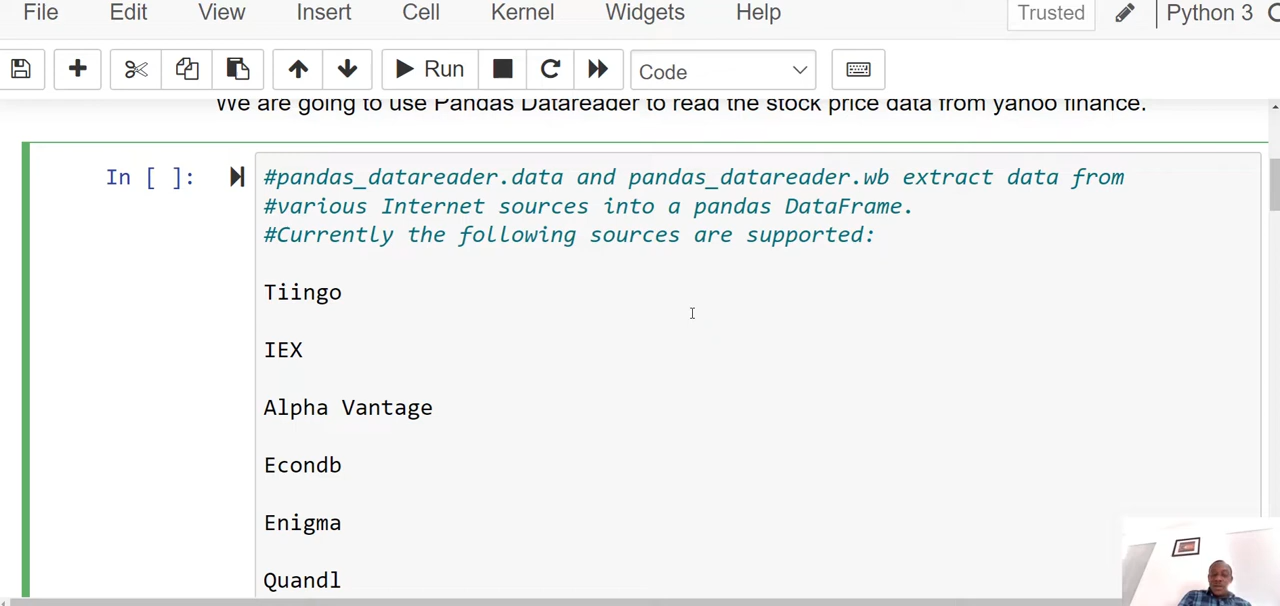 File Edit View Insert Cell Kernel Widgets Help Trusted Python 3
Run Code
We are going to use Pandas Datareader to read the stock price data from yahoo finance.
In [ ]: #pandas_datareader.data and pandas_datareader.wb extract data from
#various Internet sources into a pandas DataFrame.
#Currently the following sources are supported:
Tiingo
IEX
Alpha Vantage
Econdb
Enigma
Quandl